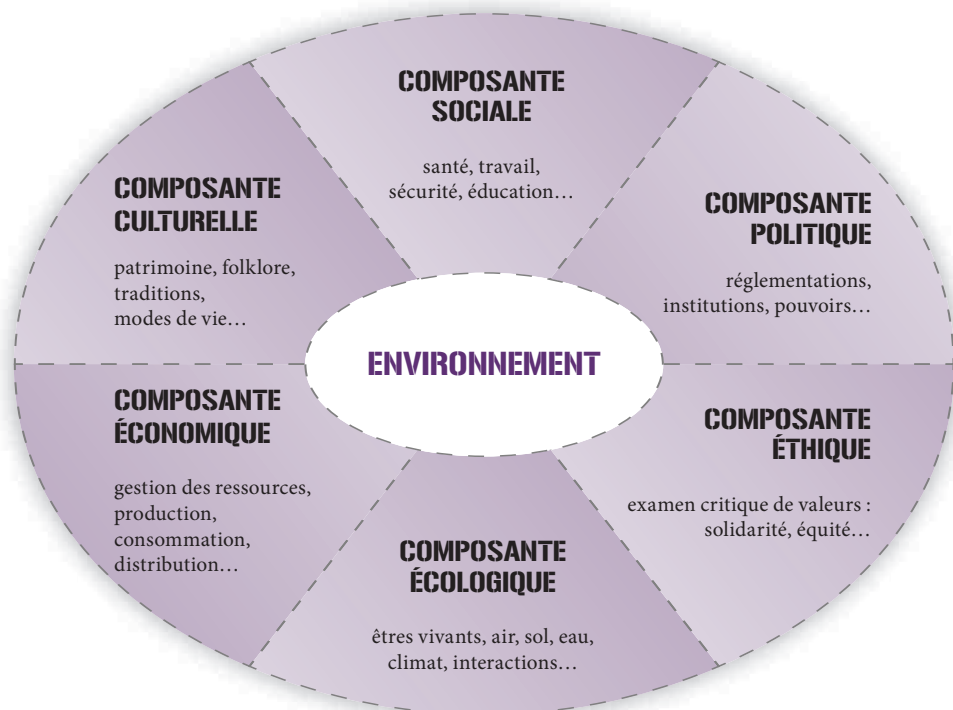 COMPOSANTE
SOCIALE
santé, travail,
sécurité, éducation…
COMPOSANTE
CULTURELLE
patrimoine, folklore,
traditions,
modes de vie…
COMPOSANTE
POLITIQUE
réglementations,
institutions, pouvoirs…
ENVIRONNEMENT
COMPOSANTE
ÉCONOMIQUE
gestion des ressources,
production,
consommation,
distribution…
COMPOSANTE
ÉTHIQUE
examen critique de valeurs :
solidarité, équité…
COMPOSANTE
ÉCOLOGIQUE
êtres vivants, air, sol, eau,
climat, interactions…